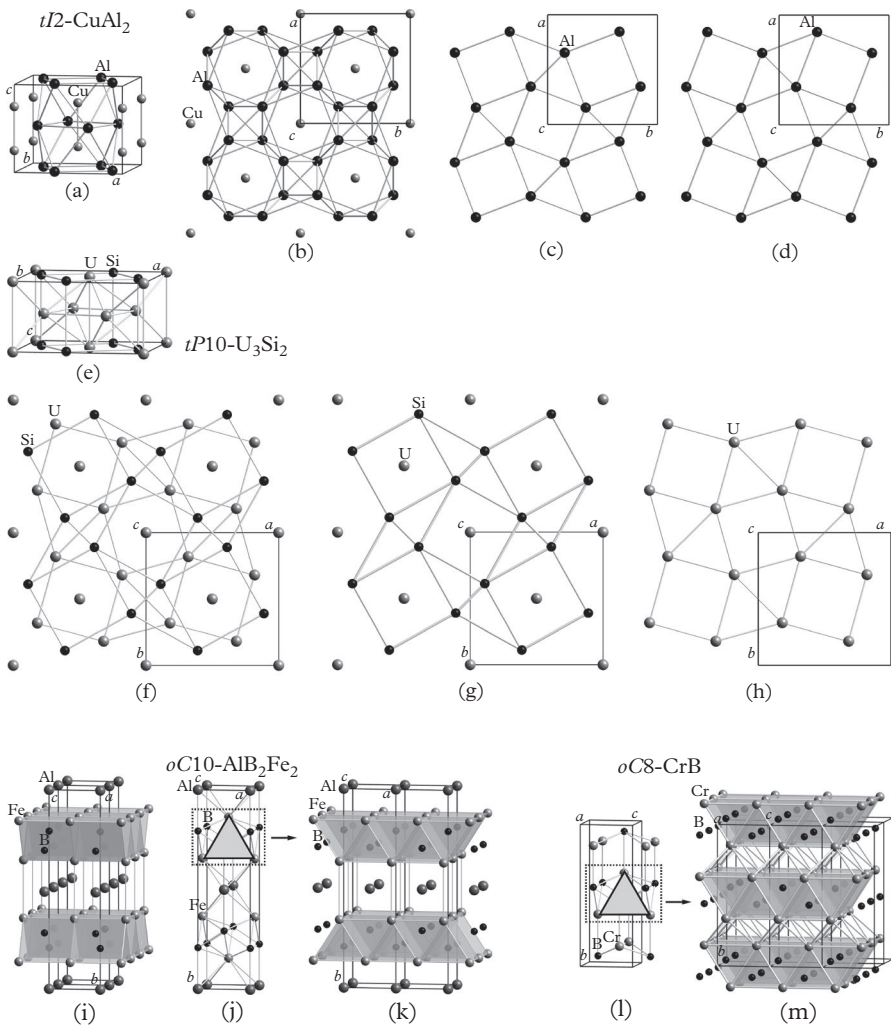 tI2-CuAl2
Al
c
Cu
b
a
(a)
a
Al
Cu
c
b
(b)
a
Al
c
b
(c)
a
Al
c
b
(d)
U
Si
b
a
c
(e)
tP10-U3Si2
U
Si
c
a
b
(f)
Si
U
c
a
b
(g)
U
c
a
b
(h)
oC10-AlB2Fe2
Al
c
a
Fe
B
b
(i)
Al
c
a
B
Fe
b
(j)
Al
c
a
Fe
B
b
(k)
oC8-CrB
a
c
B
Cr
b
(l)
Cr
B
a
c
b
(m)